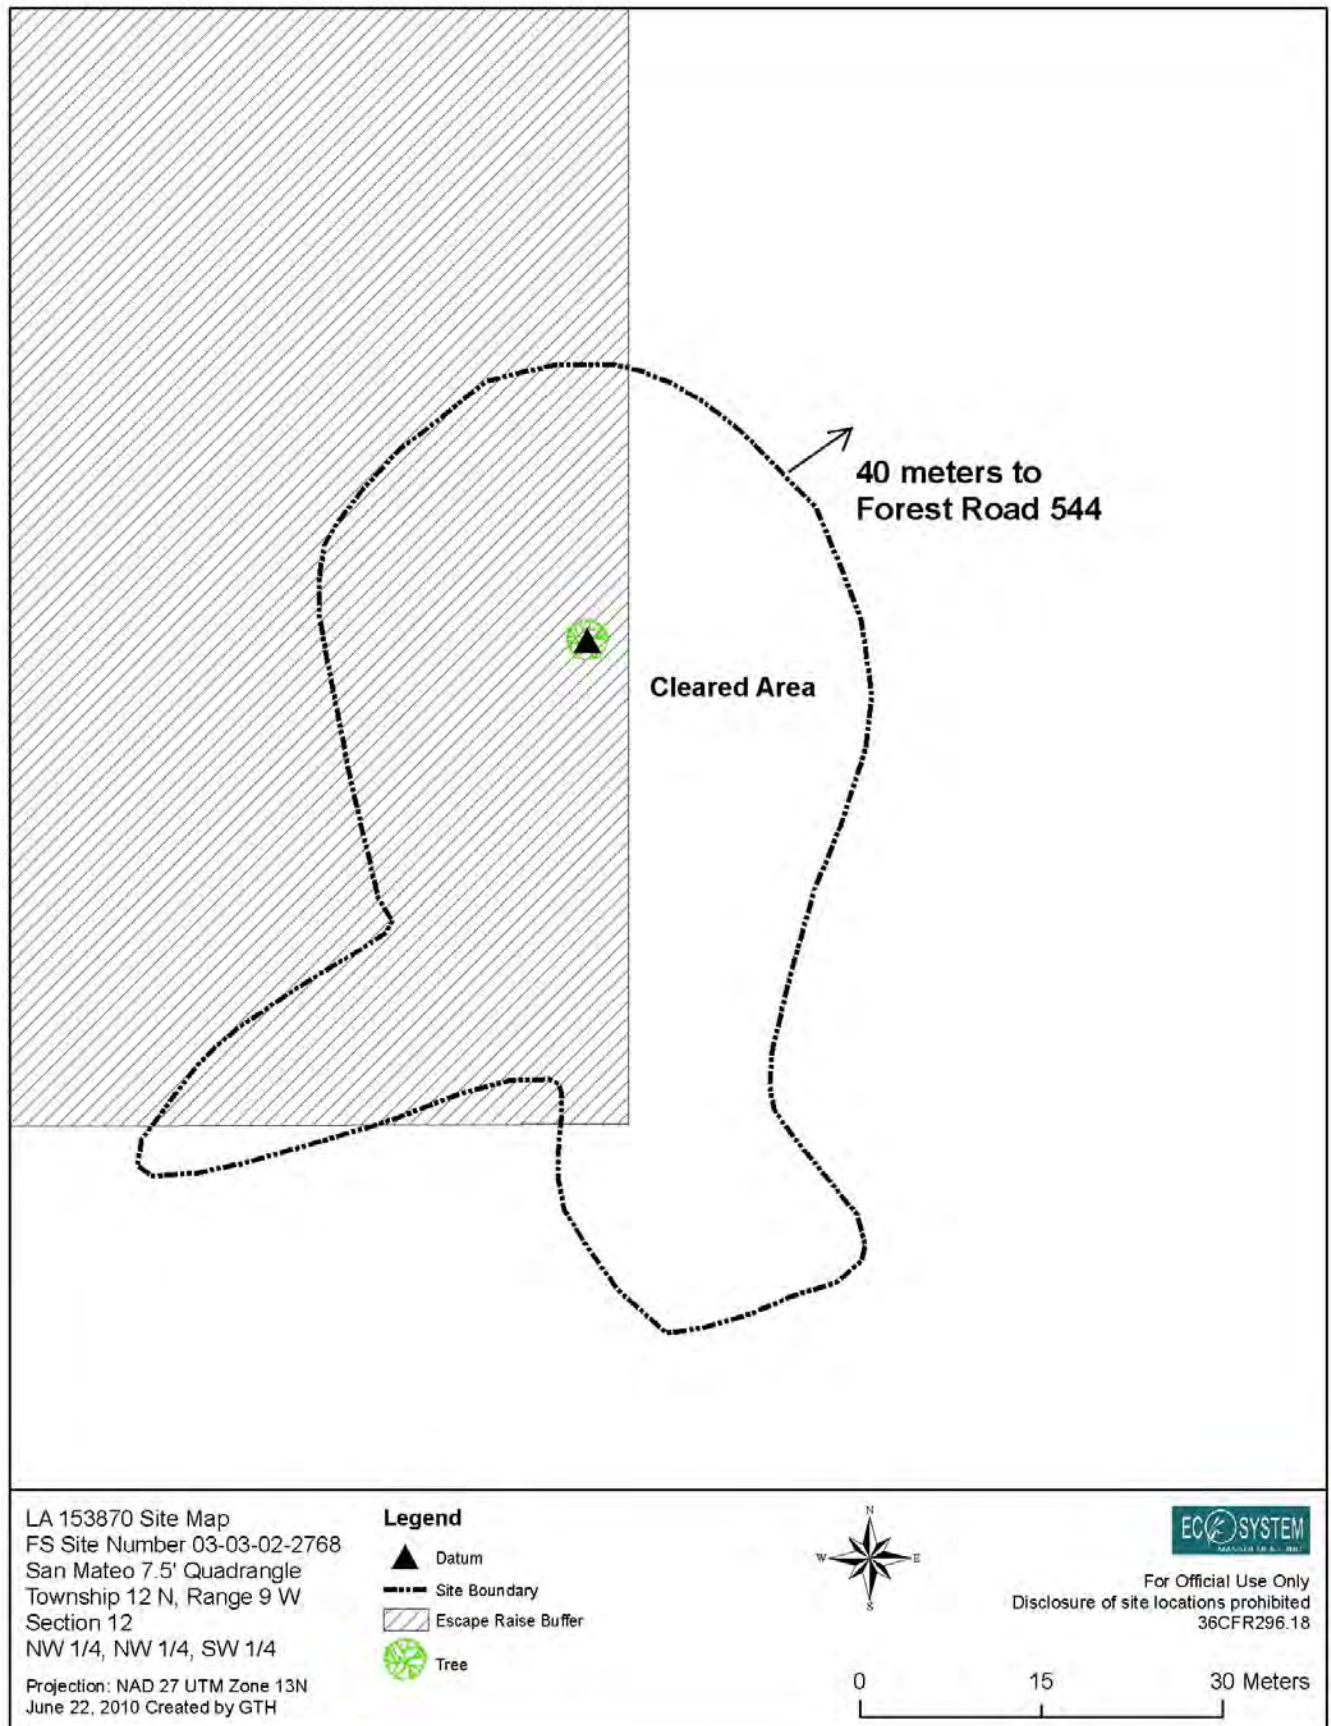 40 meters to
Forest Road 544
Cleared Area
LA 153870 Site Map
FS Site Number 03-03-02-2768
San Mateo 7.5' Quadrangle
Township 12 N, Range 9 W
Section 12
NW 1/4, NW 1/4, SW 1/4
Projection: NAD 27 UTM Zone 13N
June 22, 2010 Created by GTH
Legend
Datum
Site Boundary
Escape Raise Buffer
Tree
N
W E
S
ECOSYSTEM
For Official Use Only
Disclosure of site locations prohibited
36CFR296.18
0 15 30 Meters